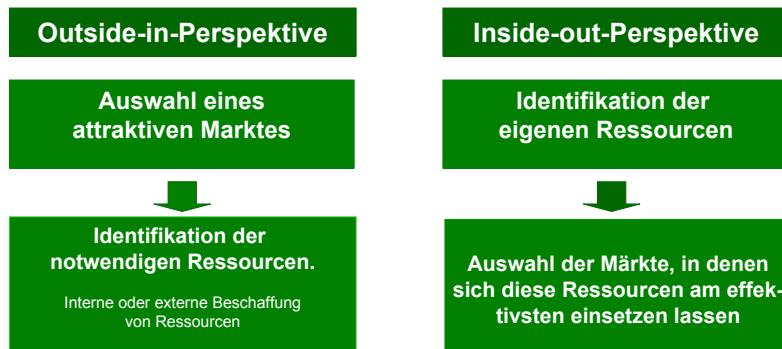 Outside-in-Perspektive
Auswahl eines
attraktiven Marktes
Identifikation der
notwendigen Ressourcen.
Interne oder externe Beschaffung
von Ressourcen
Inside-out-Perspektive
Identifikation der
eigenen Ressourcen
Auswahl der Märkte, in denen
sich diese Ressourcen am effek-
tivsten einsetzen lassen